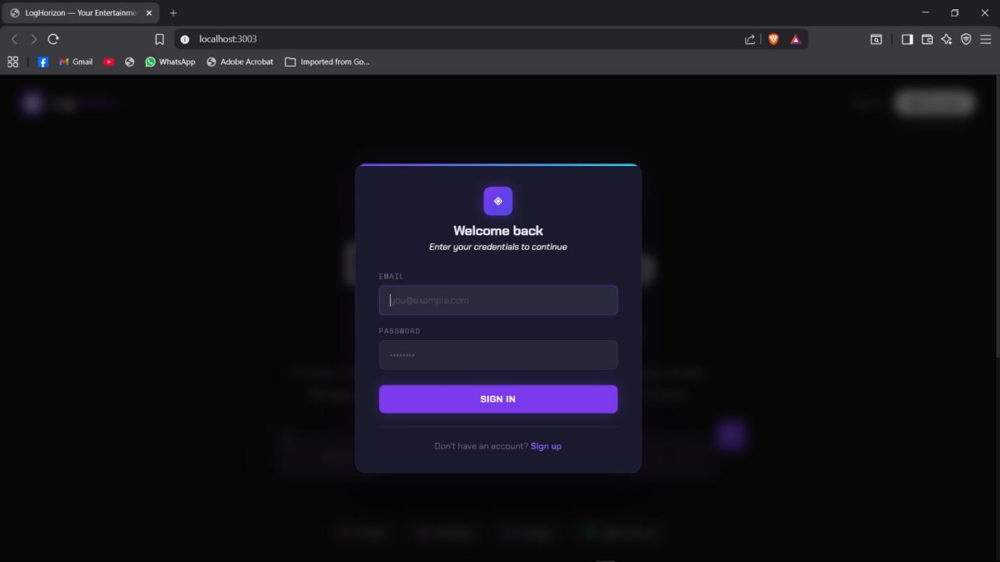 LogHorizon — Your Entertainme
localhost:3003
Gmail
WhatsApp
Adobe Acrobat
Imported from Go...
Welcome back
Enter your credentials to continue
EMAIL
you@example.com
PASSWORD
••••••••
SIGN IN
Don't have an account? Sign up